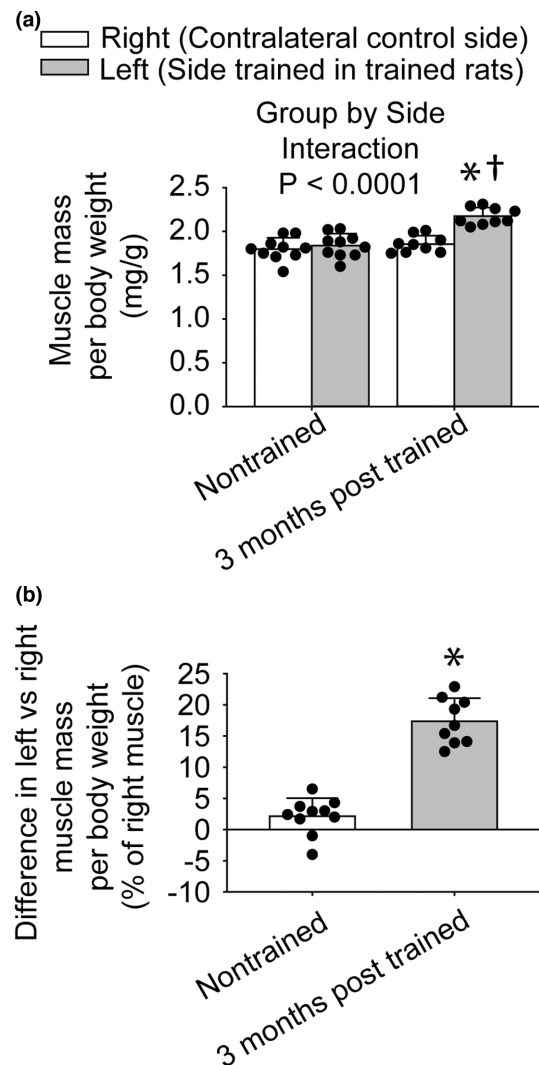 (a)
Right (Contralateral control side)
Left (Side trained in trained rats)
Group by Side
Interaction
P < 0.0001
* †
Muscle mass
per body weight
(mg/g)
2.5
2.0
1.5
1.0
0.5
0.0
Nontrained
3 months post trained
(b)
*
Difference in left vs right
muscle mass
per body weight
(% of right muscle)
25
20
15
10
5
0
-5
-10
Nontrained
3 months post trained